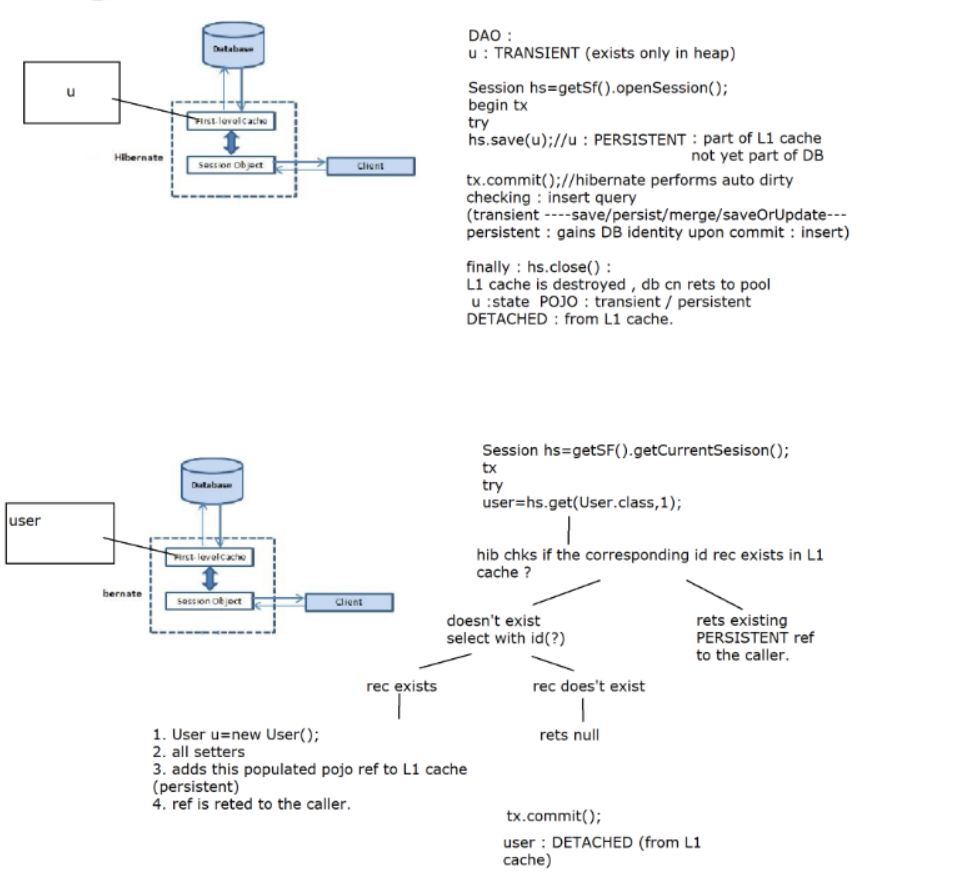 Database
u
First-level Cache
Hibernate
Session Object
Client
DAO :
u : TRANSIENT (exists only in heap)
Session hs=getSf().openSession();
begin tx
try
hs.save(u);//u : PERSISTENT : part of L1 cache
not yet part of DB
tx.commit();//hibernate performs auto dirty
checking : insert query
(transient ----save/persist/merge/saveOrUpdate---
persistent : gains DB identity upon commit : insert)
finally : hs.close() :
L1 cache is destroyed , db cn rets to pool
u :state POJO : transient / persistent
DETACHED : from L1 cache.
Database
user
First-level Cache
bernate
Session Object
Client
Session hs=getSF().getCurrentSesison();
tx
try
user=hs.get(User.class,1);
hib chks if the corresponding id rec exists in L1
cache ?
doesn't exist
select with id(?)
rets existing
PERSISTENT ref
to the caller.
rec exists
rec does't exist
1. User u=new User();
2. all setters
3. adds this populated pojo ref to L1 cache
(persistent)
4. ref is reted to the caller.
rets null
tx.commit();
user : DETACHED (from L1
cache)